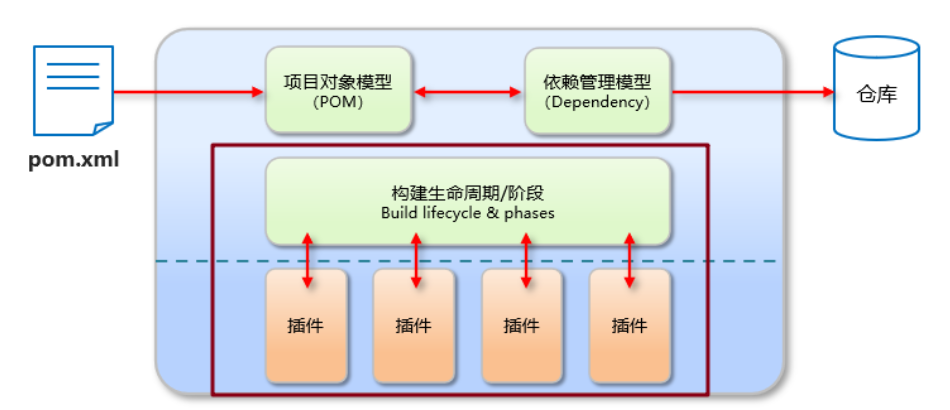 项目对象模型
(POM)
依赖管理模型
(Dependency)
仓库
pom.xml
构建生命周期/阶段
Build lifecycle & phases
插件
插件
插件
插件